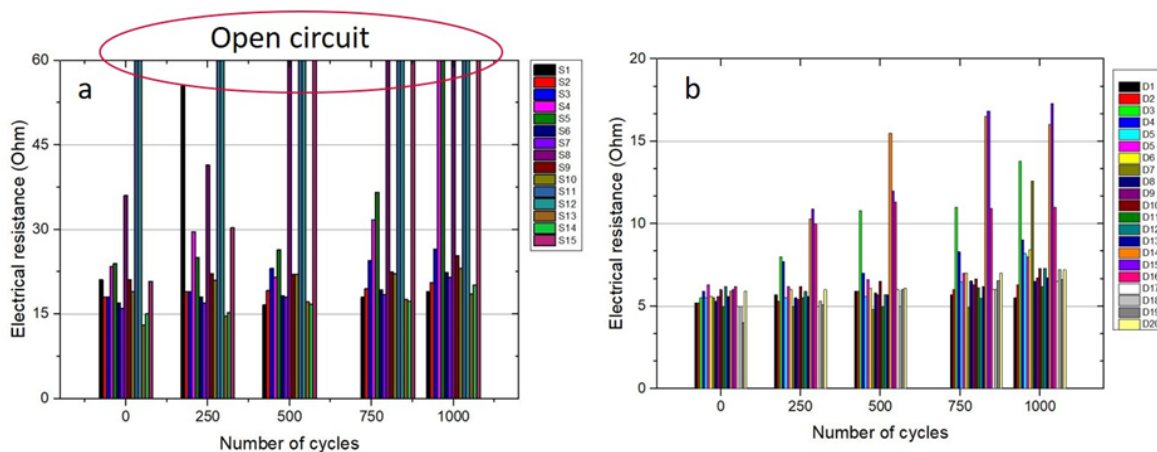 Open circuit
a
Electrical resistance (Ohm)
60
45
30
15
0
0 250 500 750 1000
Number of cycles
S1
S2
S3
S4
S5
S6
S7
S8
S9
S10
S11
S12
S13
S14
S15
b
Electrical resistance (Ohm)
20
15
10
5
0
0 250 500 750 1000
Number of cycles
D1
D2
D3
D4
D5
D5
D6
D7
D8
D9
D10
D11
D12
D13
D14
D15
D16
D17
D18
D19
D20